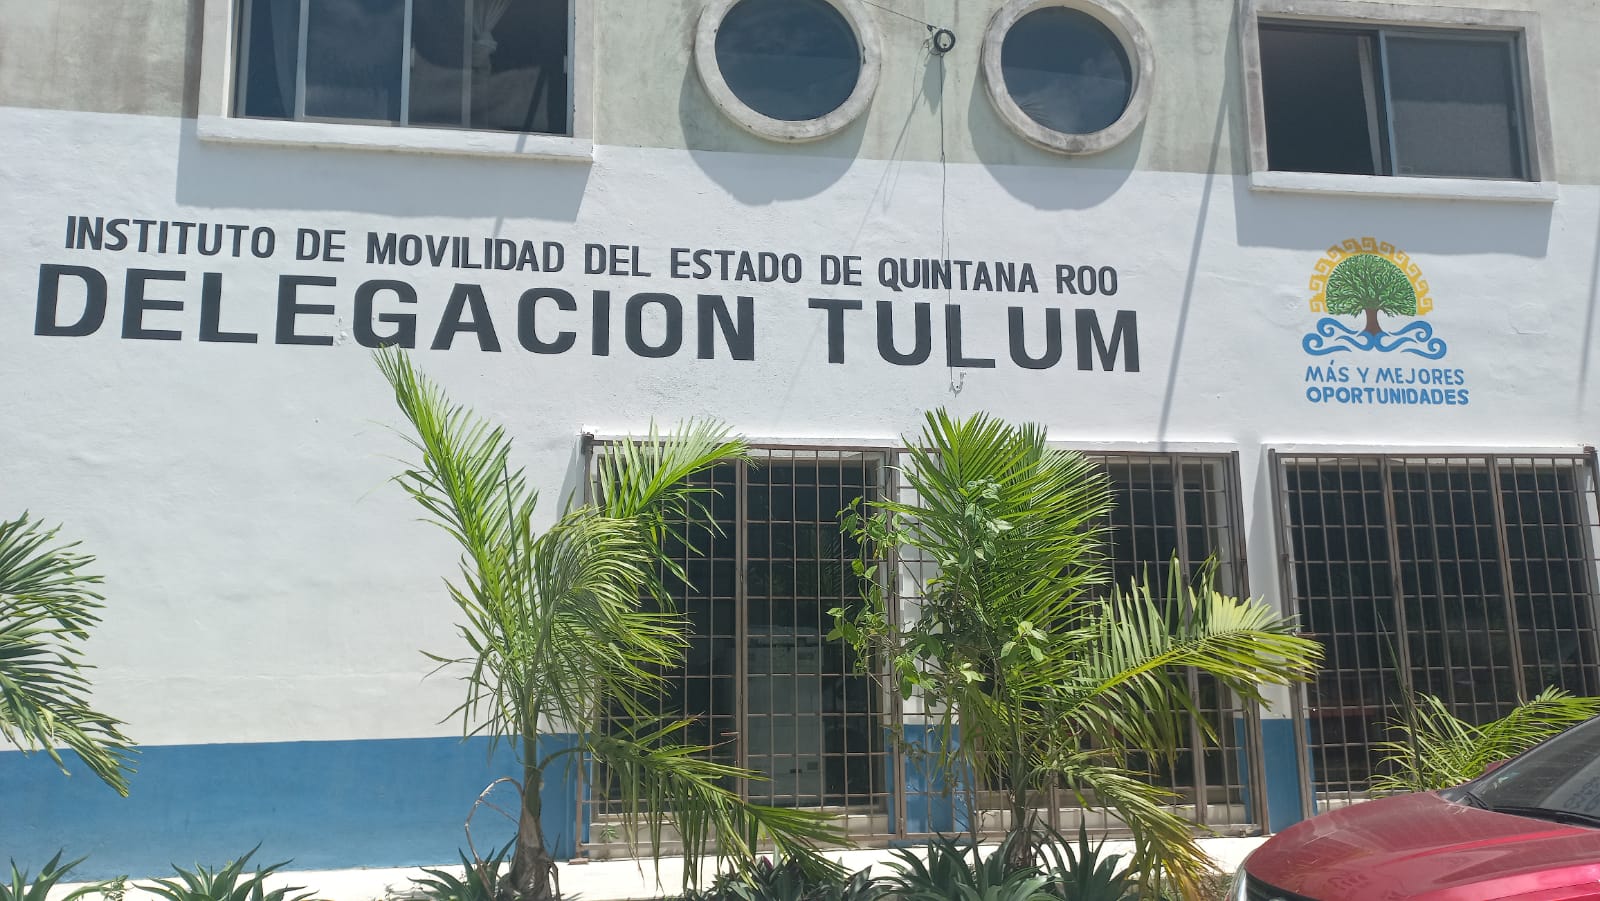 INSTITUTO DE MOVILIDAD DEL ESTADO DE QUINTANA ROO
DELEGACION TULUM
MÁS Y MEJORES
OPORTUNIDADES